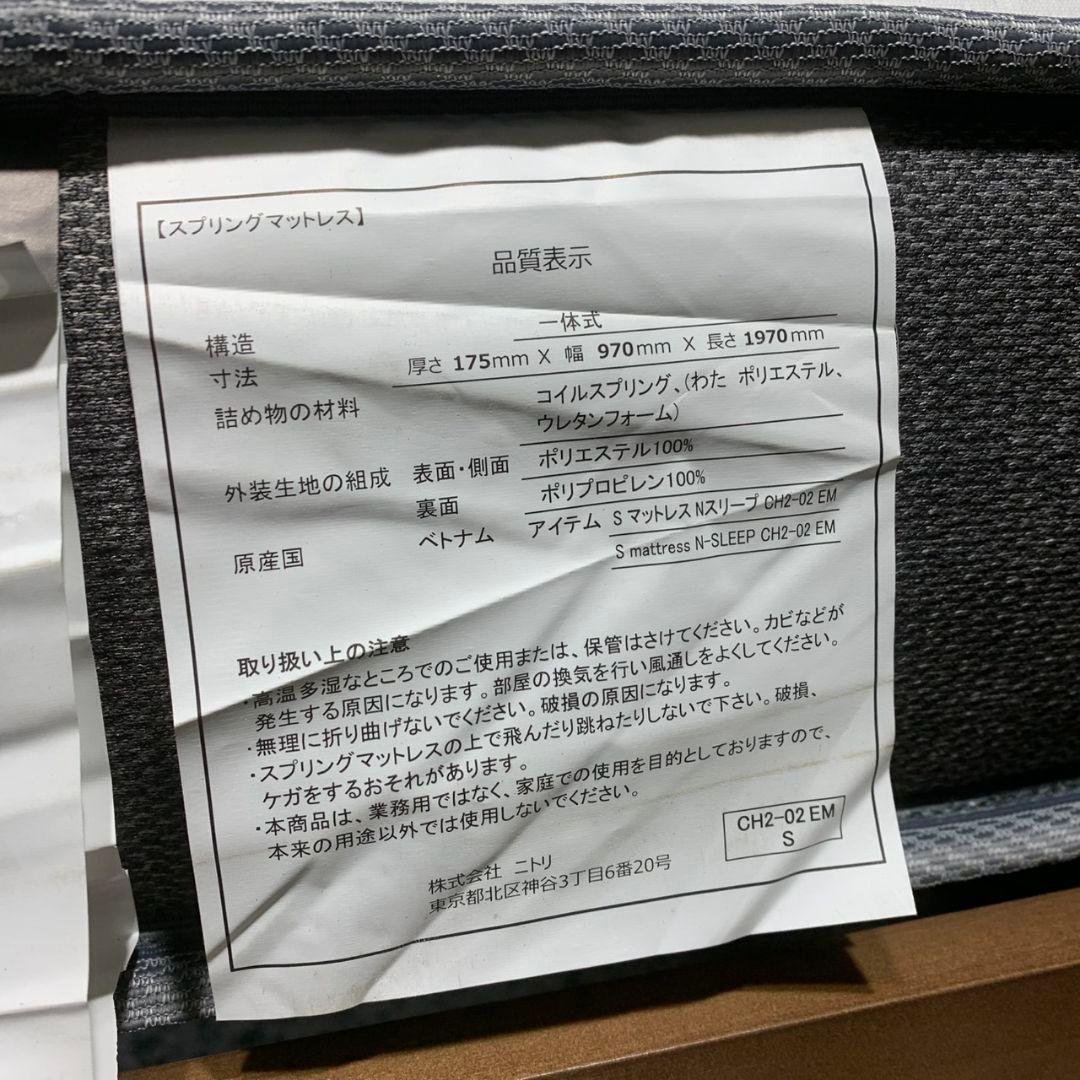 【スプリングマットレス】
品質表示
構造 一体式
寸法 厚さ 175mm X 幅 970mm X 長さ 1970mm
詰め物の材料 コイルスプリング、(わた ポリエステル、
ウレタンフォーム)
外装生地の組成 表面・側面 ポリエステル100%
裏面 ポリプロピレン100%
原産国 ベトナム アイテム S マットレス Nスリープ CH2-02 EM
S mattress N-SLEEP CH2-02 EM
取り扱い上の注意
・高温多湿なところでのご使用または、保管はさけてください。カビなどが
発生する原因になります。部屋の換気を行い風通しをよくしてください。
・無理に折り曲げないでください。破損の原因になります。
・スプリングマットレスの上で飛んだり跳ねたりしないで下さい。破損、
ケガをするおそれがあります。
・本商品は、業務用ではなく、家庭での使用を目的としておりますので、
本来の用途以外では使用しないでください。
株式会社 ニトリ
東京都北区神谷3丁目6番20号
CH2-02 EM
S